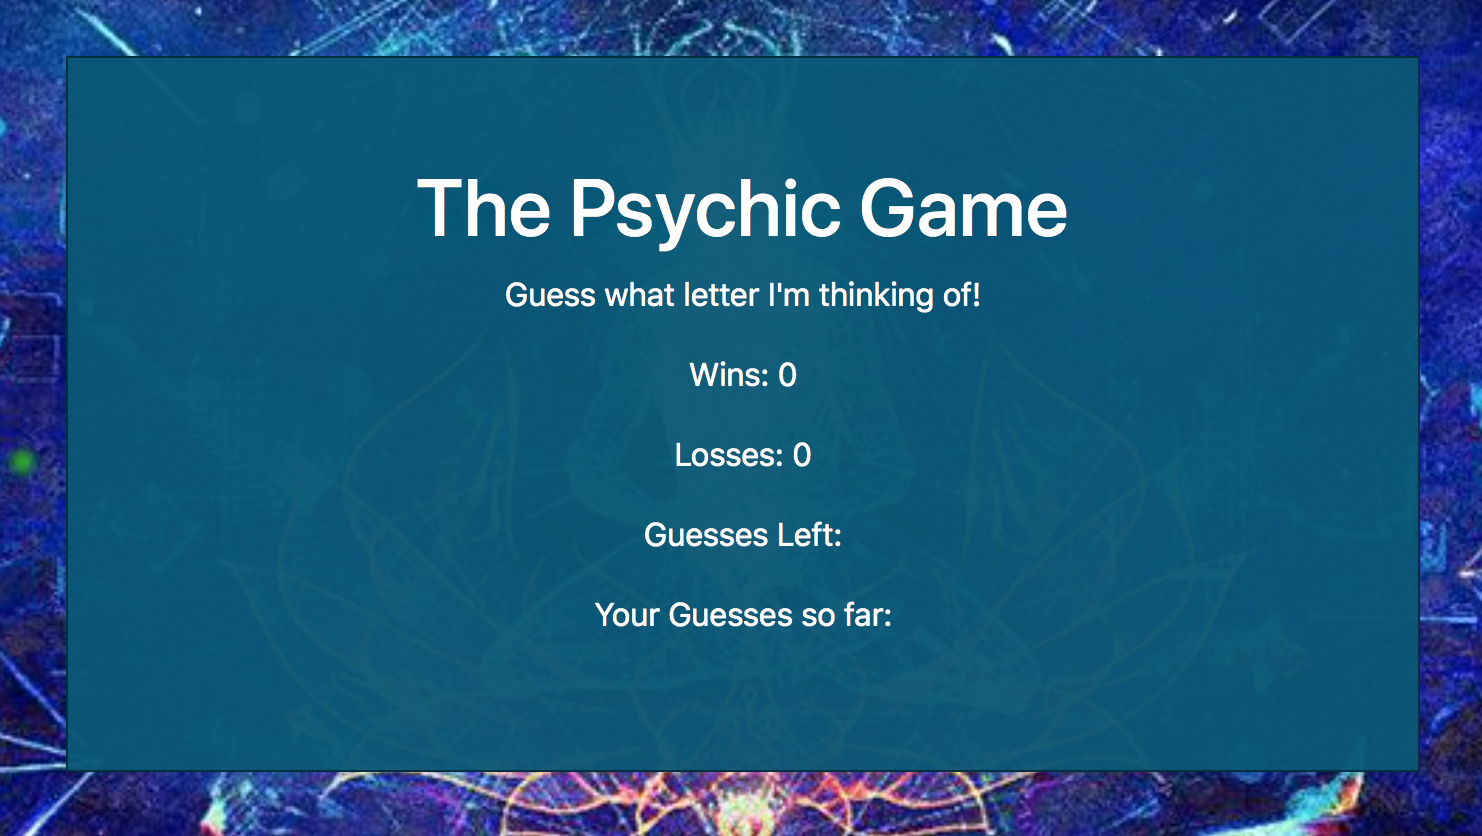 The Psychic Game
Guess what letter I'm thinking of!
Wins: 0
Losses: 0
Guesses Left:
Your Guesses so far: